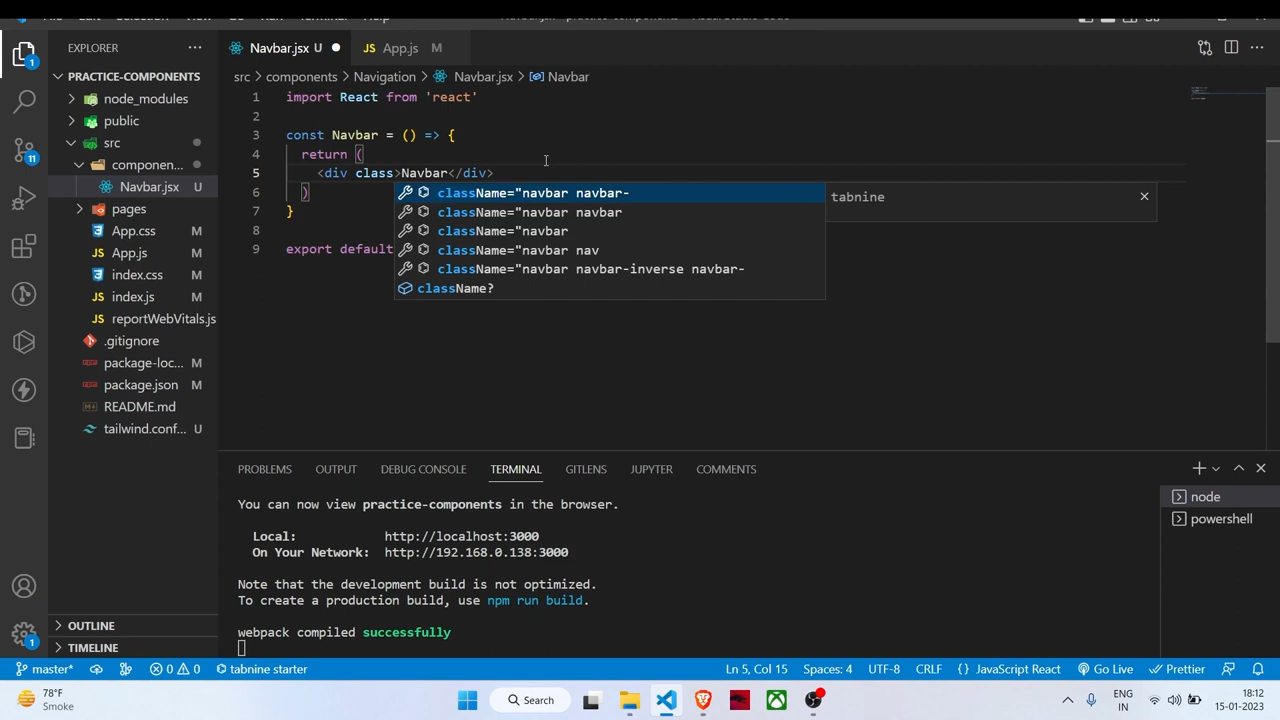 EXPLORER
PRACTICE-COMPONENTS
node_modules
public
src
componen...
Navbar.jsx U
pages
App.css
App.js
index.css
index.js
reportWebVitals.js
.gitignore
package-loc... M
package.json M
README.md
tailwind.conf... U
OUTLINE
TIMELINE
Navbar.jsx U
JS App.js M
src > components > Navigation > Navbar.jsx > Navbar
1 import React from 'react'
2
3 const Navbar = () => {
4 return (
5 <div class>Navbar</div>
6 )
7 }
8
9 export default
className="navbar navbar-
className="navbar navbar
className="navbar
className="navbar nav
className="navbar navbar-inverse navbar-
className?
tabnine
PROBLEMS OUTPUT DEBUG CONSOLE TERMINAL GITLENS JUPYTER COMMENTS
You can now view practice-components in the browser.
Local: http://localhost:3000
On Your Network: http://192.168.0.138:3000
Note that the development build is not optimized.
To create a production build, use npm run build.
webpack compiled successfully
node
powershell
master* 0 0 tabnine starter Ln 5, Col 15 Spaces: 4 UTF-8 CRLF {} JavaScript React Go Live Prettier
78°F
Smoke
Search
ENG
IN
18:12
15-01-2023